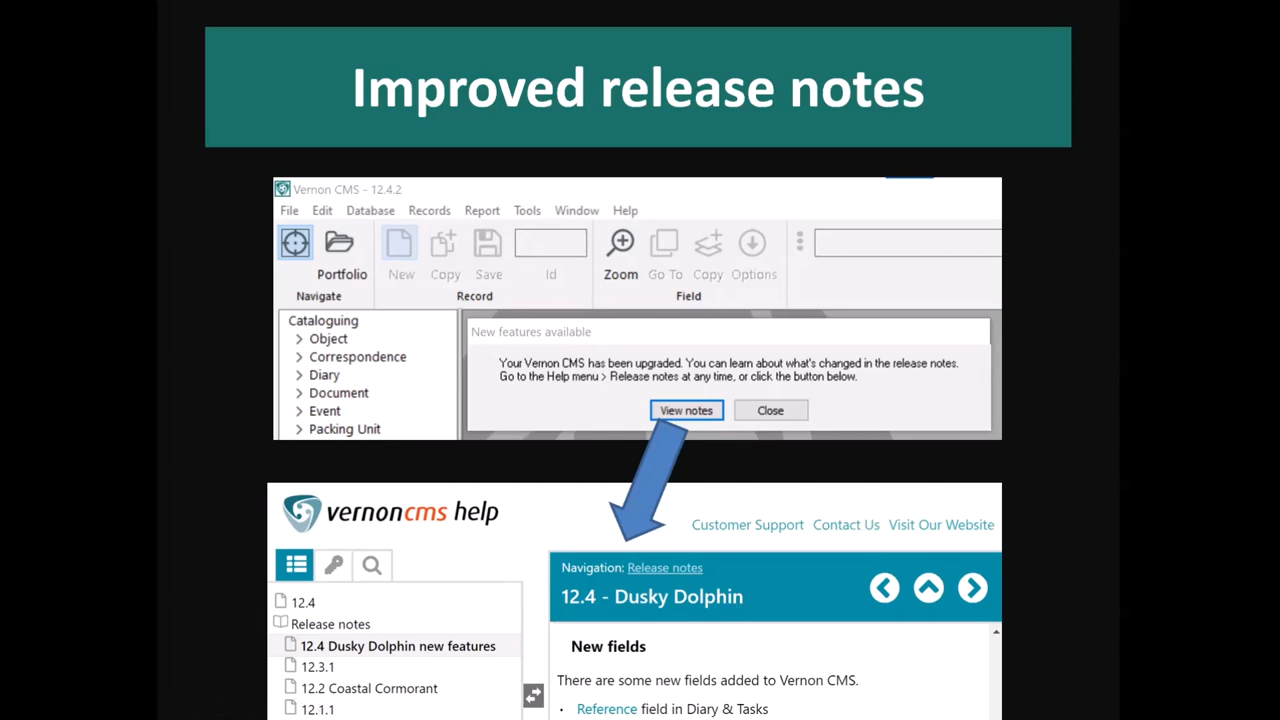 Improved release notes
Vernon CMS - 12.4.2
File Edit Database Records Report Tools Window Help
Portfolio New Copy Save Id Zoom Go To Copy Options
Navigate Record Field
Cataloguing
Object
Correspondence
Diary
Document
Event
Packing Unit
New features available
Your Vernon CMS has been upgraded. You can learn about what's changed in the release notes.
Go to the Help menu > Release notes at any time, or click the button below.
View notes Close
vernoncms help
Customer Support Contact Us Visit Our Website
12.4
Release notes
12.4 Dusky Dolphin new features
12.3.1
12.2 Coastal Cormorant
12.1.1
Navigation: Release notes
12.4 - Dusky Dolphin
New fields
There are some new fields added to Vernon CMS.
· Reference field in Diary & Tasks